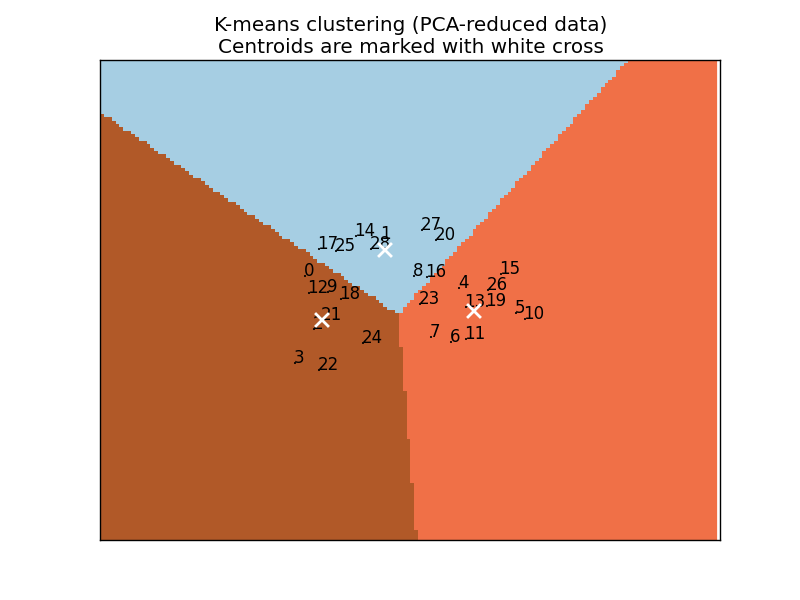 K-means clustering (PCA-reduced data)
Centroids are marked with white cross
27
14 1
20
17 25 28
0 8 16 15
4 26
12 9 18
23 13 19
5 10
21
7 6 11
24
3 22